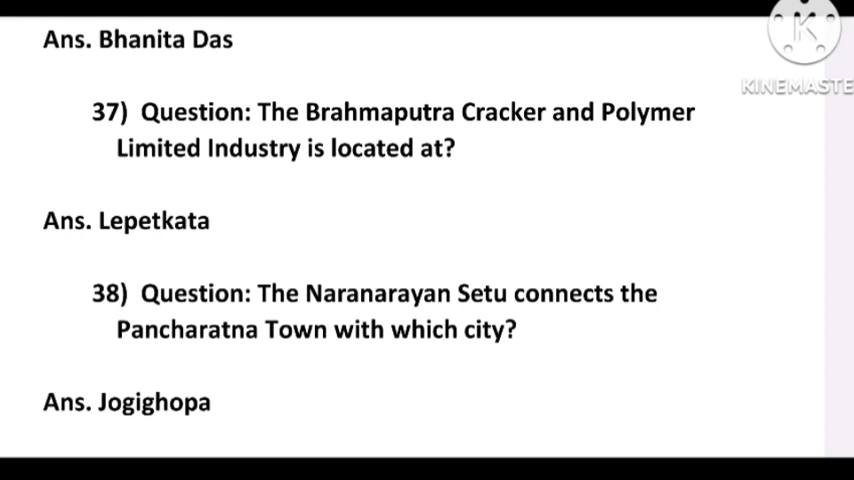 Ans. Bhanita Das
KINEMASTE
37) Question: The Brahmaputra Cracker and Polymer
Limited Industry is located at?
Ans. Lepetkata
38) Question: The Naranarayan Setu connects the
Pancharatna Town with which city?
Ans. Jogighopa